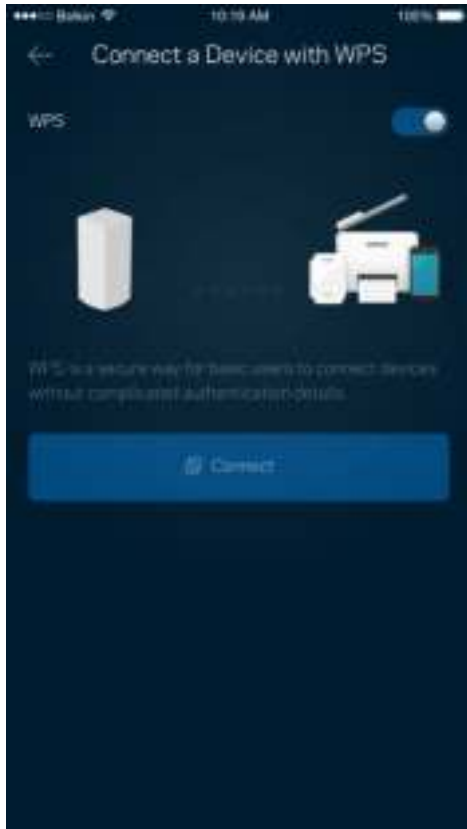 Belkin 10:19 AM 100%
Connect a Device with WPS
WPS
WPS is a secure way for basic users to connect devices
without complicated authentication details.
Connect